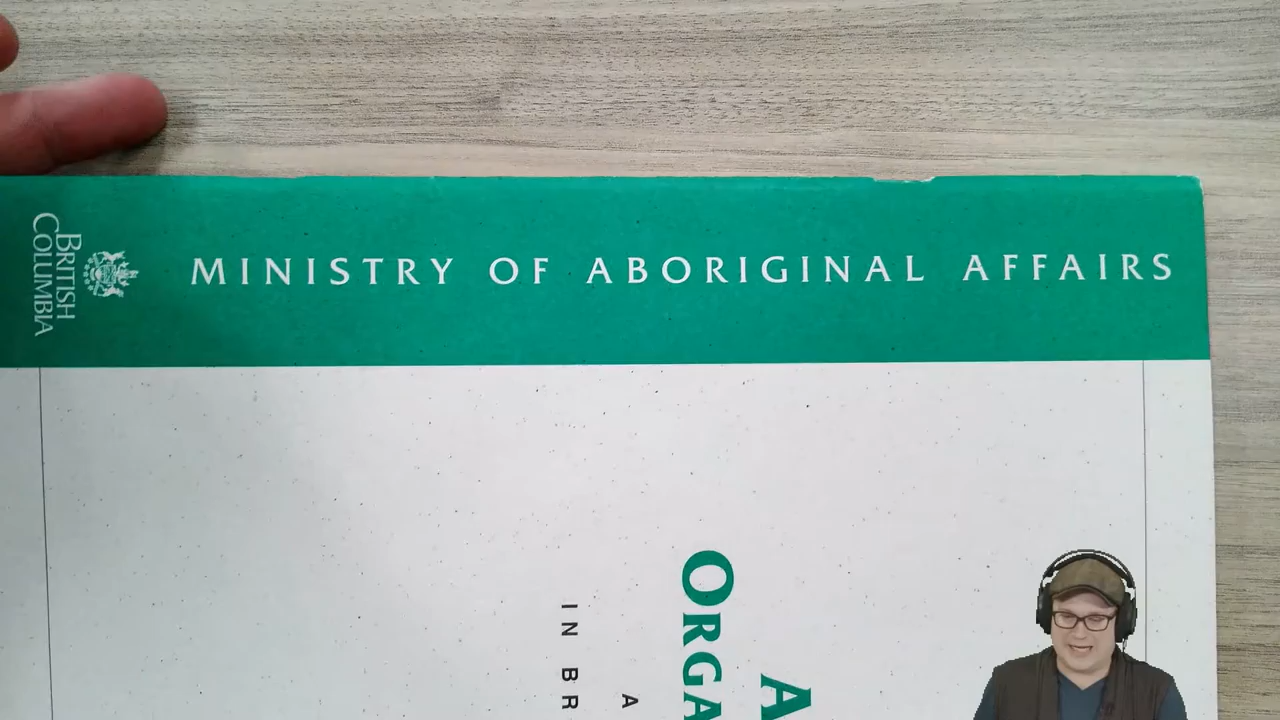 BRITISH
COLUMBIA
MINISTRY OF ABORIGINAL AFFAIRS
A
ORGA
A
IN BR